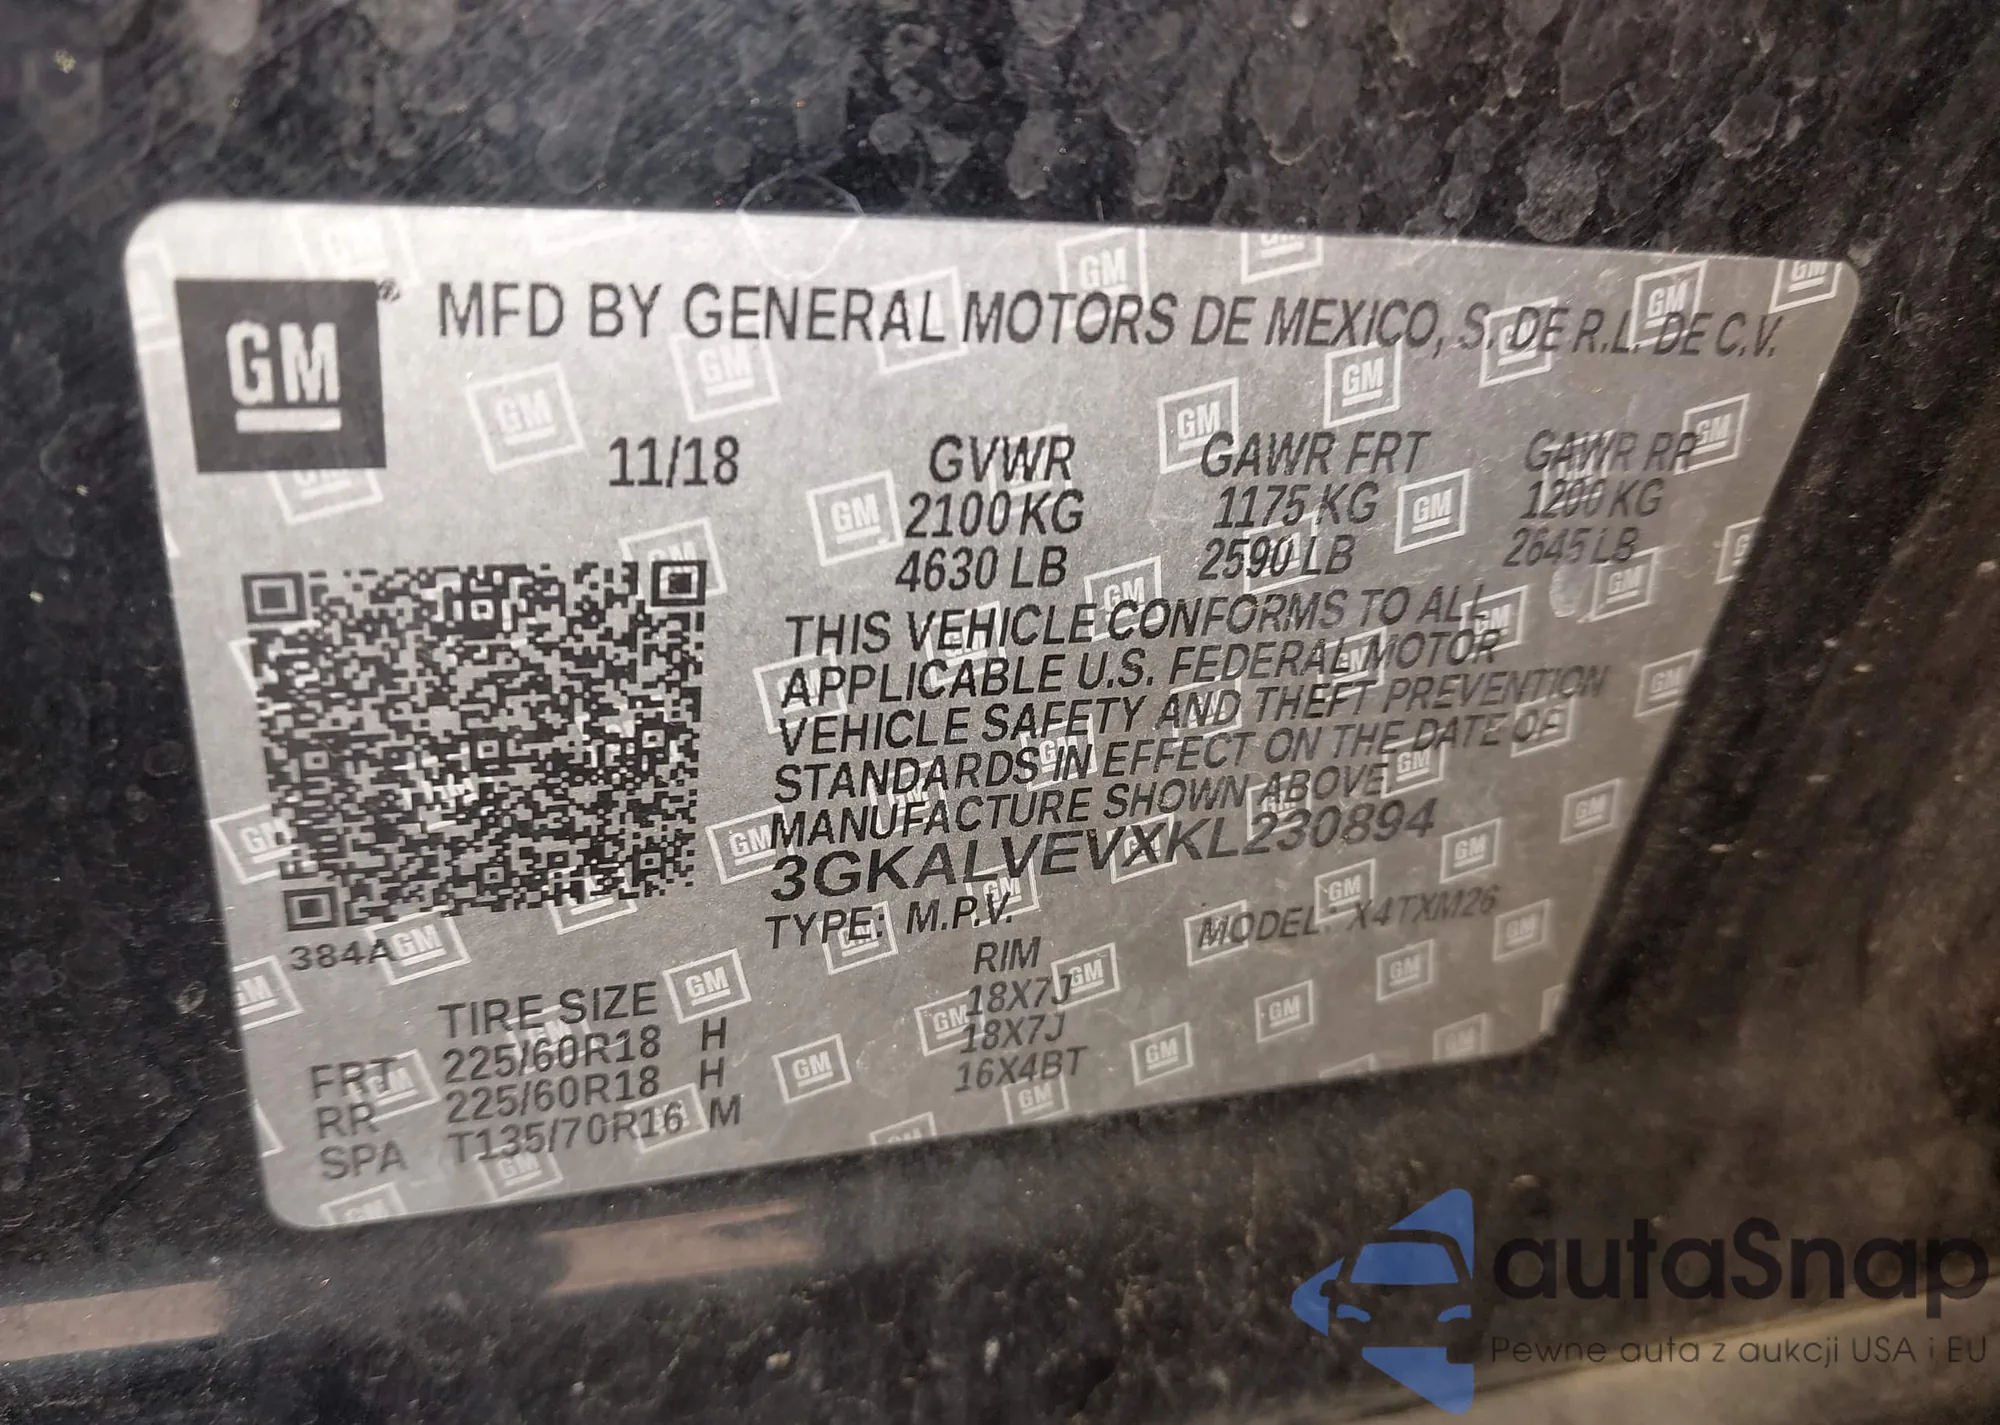 GM ® MFD BY GENERAL MOTORS DE MEXICO, S. DE R.L. DE C.V.
11/18 GVWR GAWR FRT GAWR RR
2100 KG 1175 KG 1200 KG
4630 LB 2590 LB 2645 LB
THIS VEHICLE CONFORMS TO ALL
APPLICABLE U.S. FEDERAL MOTOR
VEHICLE SAFETY AND THEFT PREVENTION
STANDARDS IN EFFECT ON THE DATE OF
MANUFACTURE SHOWN ABOVE
3GKALVEVXKL230894
TYPE: M.P.V. MODEL: X4TXM26
384A
TIRE SIZE RIM
FRT 225/60R18 H 18X7J
RR 225/60R18 H 18X7J
SPA T135/70R16 M 16X4BT
autaSnap
Pewne auta z aukcji USA i EU